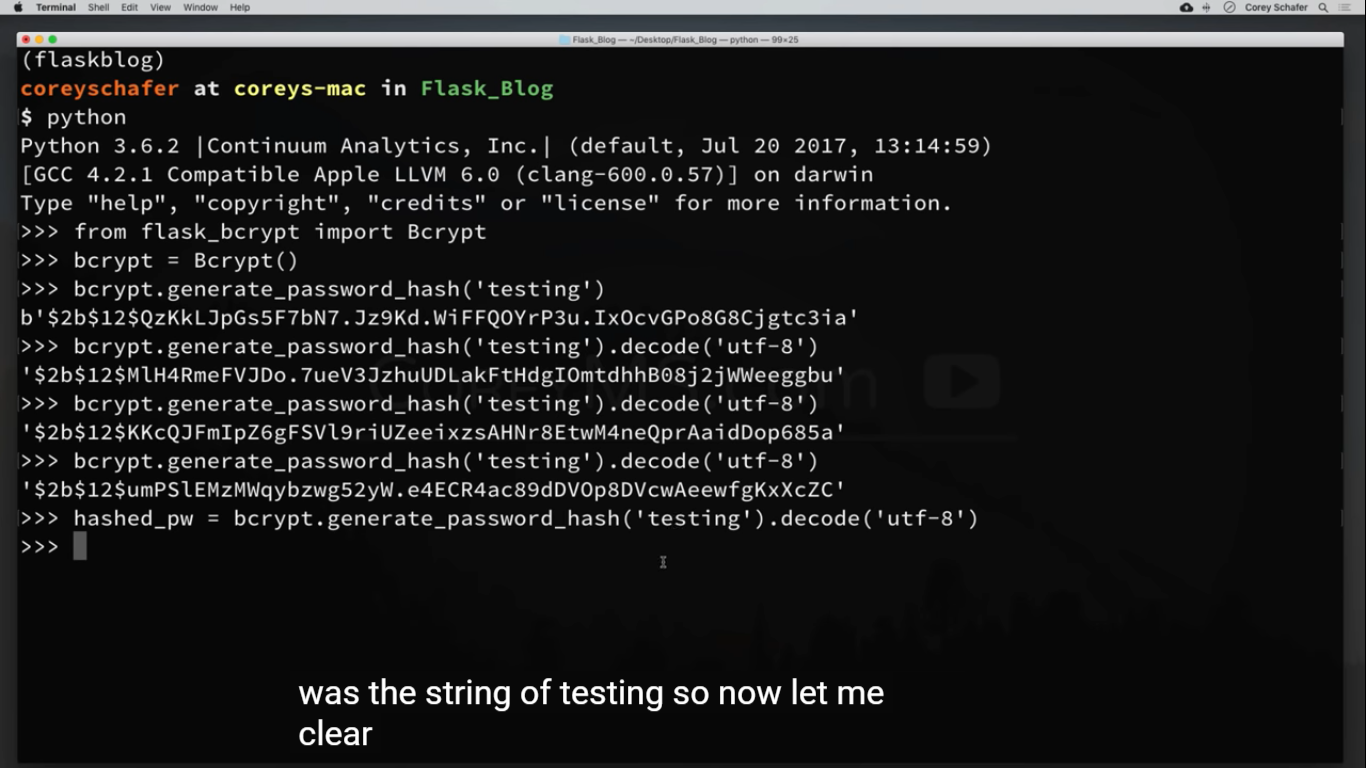 Terminal Shell Edit View Window Help Corey Schafer
Flask_Blog — ~/Desktop/Flask_Blog — python — 99×25
(flaskblog)
coreyschafer at coreys-mac in Flask_Blog
$ python
Python 3.6.2 |Continuum Analytics, Inc.| (default, Jul 20 2017, 13:14:59)
[GCC 4.2.1 Compatible Apple LLVM 6.0 (clang-600.0.57)] on darwin
Type "help", "copyright", "credits" or "license" for more information.
>>> from flask_bcrypt import Bcrypt
>>> bcrypt = Bcrypt()
>>> bcrypt.generate_password_hash('testing')
b'$2b$12$QzKkLJpGs5F7bN7.Jz9Kd.WiFFQOYrP3u.IxOcvGPo8G8Cjgtc3ia'
>>> bcrypt.generate_password_hash('testing').decode('utf-8')
'$2b$12$MlH4RmeFVJDo.7ueV3JzhuUDLakFtHdgIOmtdhhB08j2jWWeeggbu'
>>> bcrypt.generate_password_hash('testing').decode('utf-8')
'$2b$12$KKcQJFmIpZ6gFSVl9riUZeeixzsAHNr8EtwM4neQprAaidDop685a'
>>> bcrypt.generate_password_hash('testing').decode('utf-8')
'$2b$12$umPSlEMzMWqybzwg52yW.e4ECR4ac89dDVOp8DVcwAeewfgKxXcZC'
>>> hashed_pw = bcrypt.generate_password_hash('testing').decode('utf-8')
>>>
was the string of testing so now let me
clear